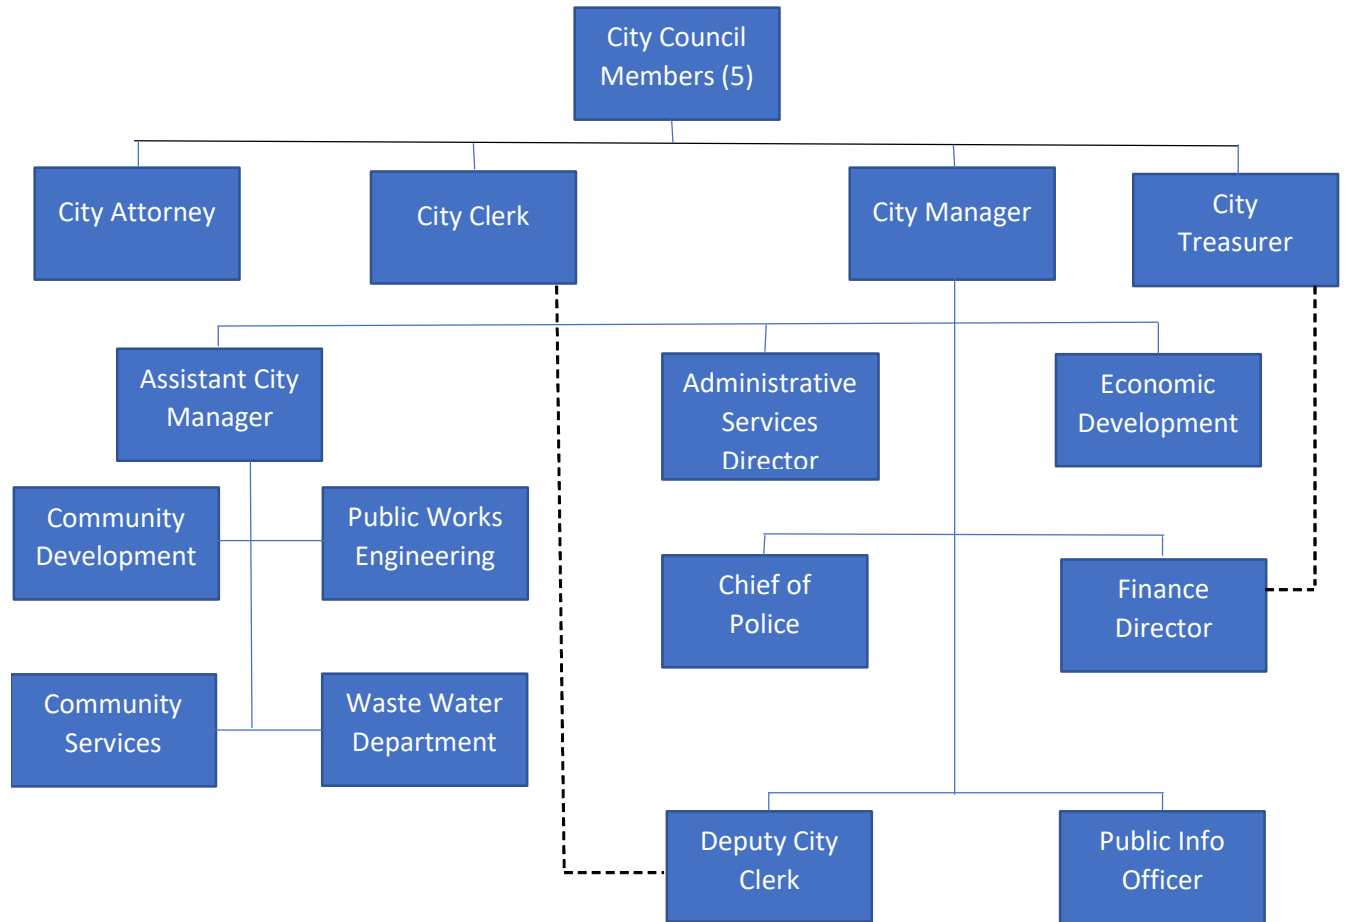 City Council
Members (5)
City Attorney
City Clerk
City Manager
City
Treasurer
Assistant City
Manager
Administrative
Services
Director
Economic
Development
Community
Development
Public Works
Engineering
Chief of
Police
Finance
Director
Community
Services
Waste Water
Department
Deputy City
Clerk
Public Info
Officer